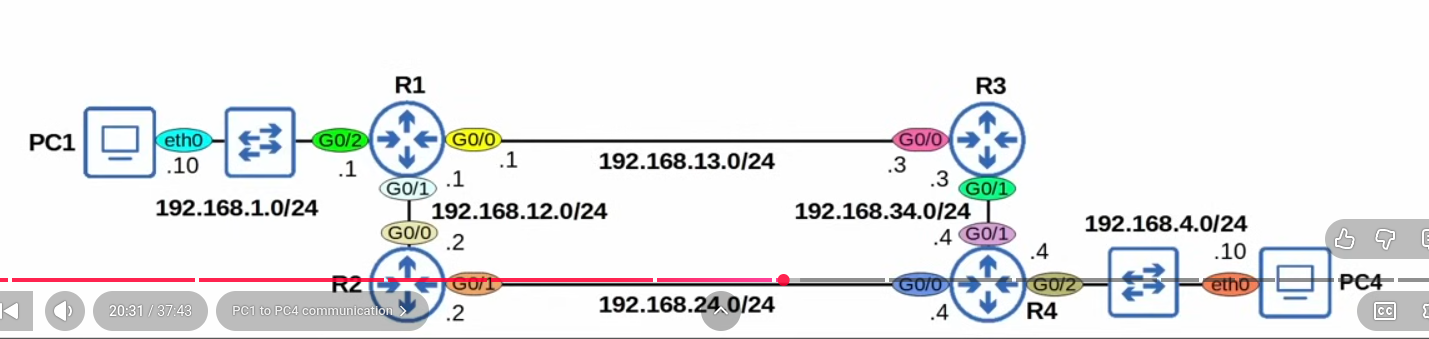 R1
R3
PC1
eth0
G0/2
G0/0
G0/0
.10
.1
.1
192.168.13.0/24
.3
.1
.3
G0/1
G0/1
192.168.1.0/24
192.168.12.0/24
192.168.34.0/24
192.168.4.0/24
G0/0
.2
.4
G0/1
.4
.10
R2
G0/1
G0/0
G0/2
eth0
PC4
192.168.24.0/24
.2
.4
R4
20:31 / 37:43
PC1 to PC4 communication
CC